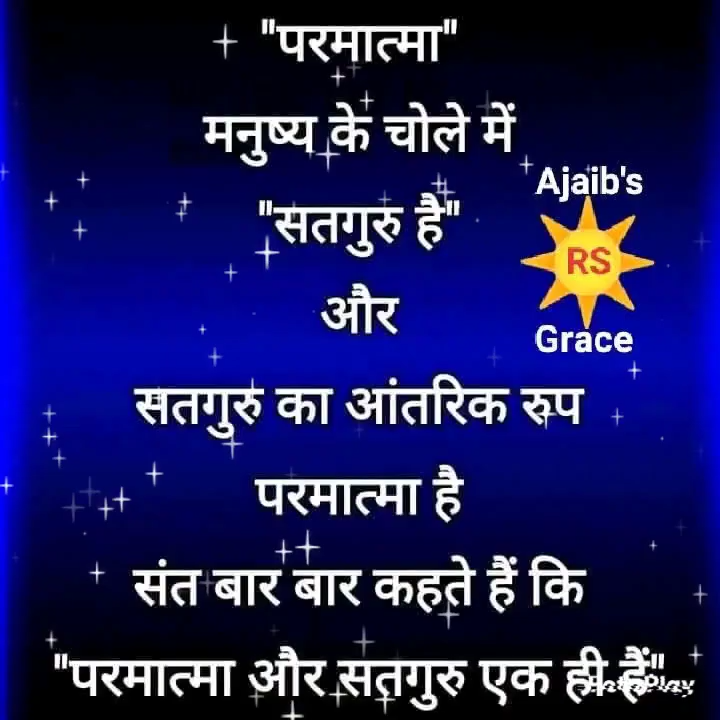 "परमात्मा"
मनुष्य के चोले में
"सतगुरु है"
Ajaib's
RS
Grace
और
सतगुरु का आंतरिक रुप
परमात्मा है
संत बार बार कहते हैं कि
"परमात्मा और सतगुरु एक ही हैं"